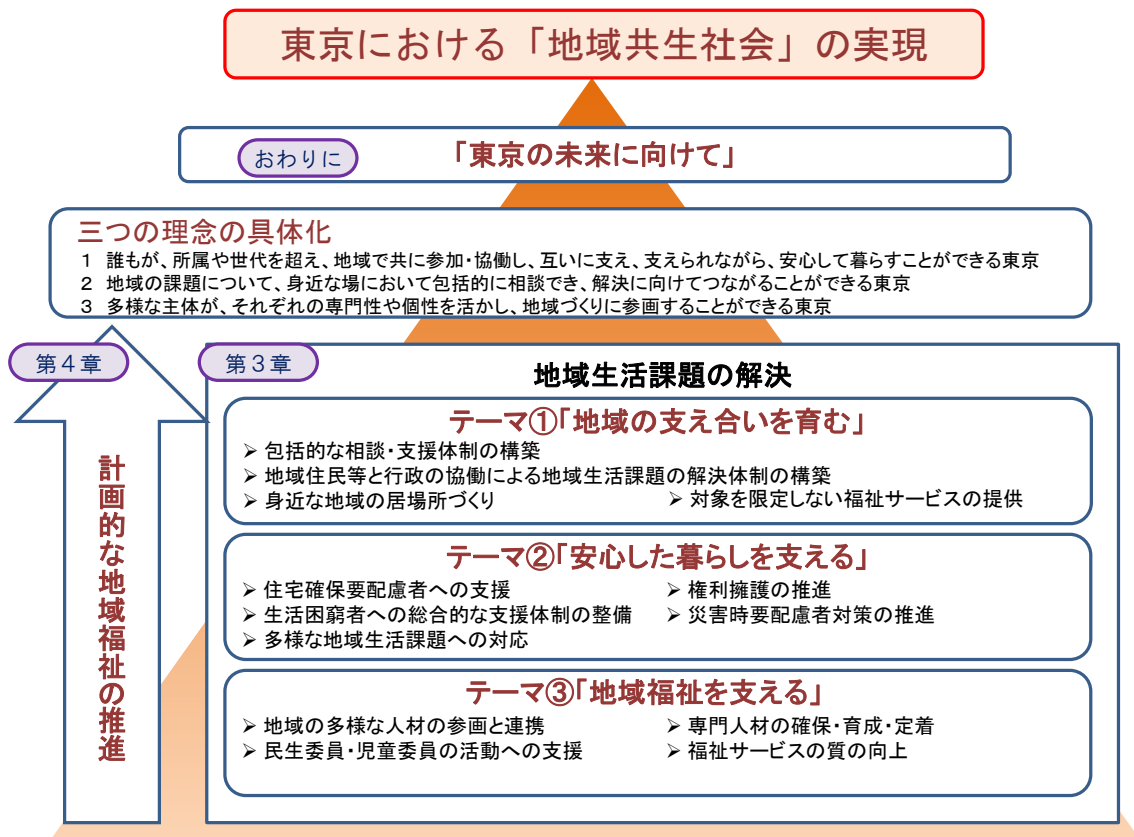 東京における「地域共生社会」の実現
おわりに
「東京の未来に向けて」
三つの理念の具体化
1 誰もが、所属や世代を超え、地域で共に参加・協働し、互いに支え、支えられながら、安心して暮らすことができる東京
2 地域の課題について、身近な場において包括的に相談でき、解決に向けてつながることができる東京
3 多様な主体が、それぞれの専門性や個性を活かし、地域づくりに参画することができる東京
第4章
計画的な地域福祉の推進
第3章
地域生活課題の解決
テーマ①「地域の支え合いを育む」
➢ 包括的な相談・支援体制の構築
➢ 地域住民等と行政の協働による地域生活課題の解決体制の構築
➢ 身近な地域の居場所づくり ➢ 対象を限定しない福祉サービスの提供
テーマ②「安心した暮らしを支える」
➢ 住宅確保要配慮者への支援 ➢ 権利擁護の推進
➢ 生活困窮者への総合的な支援体制の整備 ➢ 災害時要配慮者対策の推進
➢ 多様な地域生活課題への対応
テーマ③「地域福祉を支える」
➢ 地域の多様な人材の参画と連携 ➢ 専門人材の確保・育成・定着
➢ 民生委員・児童委員の活動への支援 ➢ 福祉サービスの質の向上